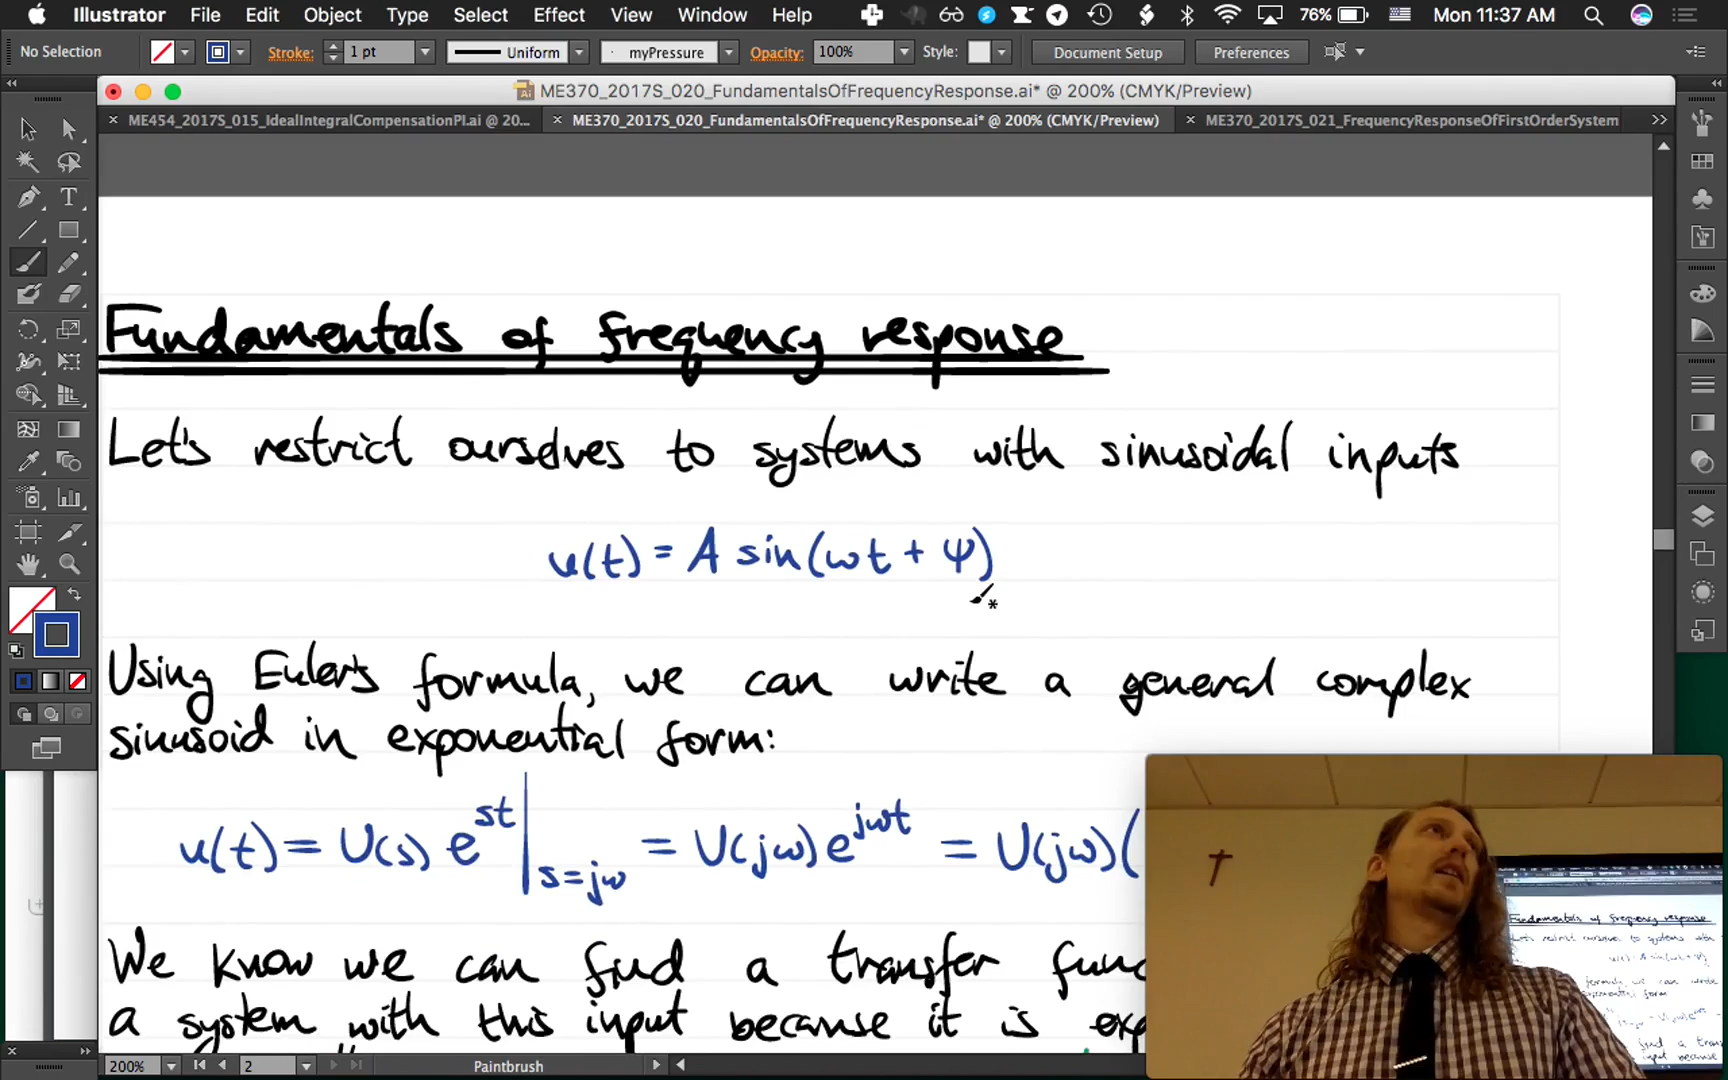 Illustrator File Edit Object Type Select Effect View Window Help 76% Mon 11:37 AM
No Selection Stroke: 1 pt Uniform myPressure Opacity: 100% Style: Document Setup Preferences
ME370_2017S_020_FundamentalsOfFrequencyResponse.ai* @ 200% (CMYK/Preview)
ME454_2017S_015_IdealIntegralCompensationPI.ai @ 20... ME370_2017S_020_FundamentalsOfFrequencyResponse.ai* @ 200% (CMYK/Preview) ME370_2017S_021_FrequencyResponseOfFirstOrderSystem
Fundamentals of frequency response
Let's restrict ourselves to systems with sinusoidal inputs
u(t) = A sin(ωt + ψ)
Using Euler's formula, we can write a general complex
sinusoid in exponential form:
u(t) = U(s) e^{st} |_{s=jω} = U(jω) e^{jωt} = U(jω)(
We know we can find a transfer func
a system with this input because it is exp
200% 2 Paintbrush
Fundamentals of frequency response